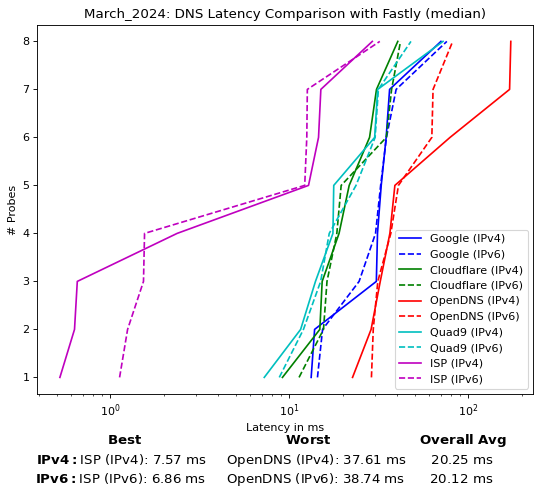 March_2024: DNS Latency Comparison with Fastly (median)
# Probes
8
7
6
5
4
3
2
1
Google (IPv4)
Google (IPv6)
Cloudflare (IPv4)
Cloudflare (IPv6)
OpenDNS (IPv4)
OpenDNS (IPv6)
Quad9 (IPv4)
Quad9 (IPv6)
ISP (IPv4)
ISP (IPv6)
10⁰ 10¹ 10²
Latency in ms
Best Worst Overall Avg
IPv4: ISP (IPv4): 7.57 ms OpenDNS (IPv4): 37.61 ms 20.25 ms
IPv6: ISP (IPv6): 6.86 ms OpenDNS (IPv6): 38.74 ms 20.12 ms